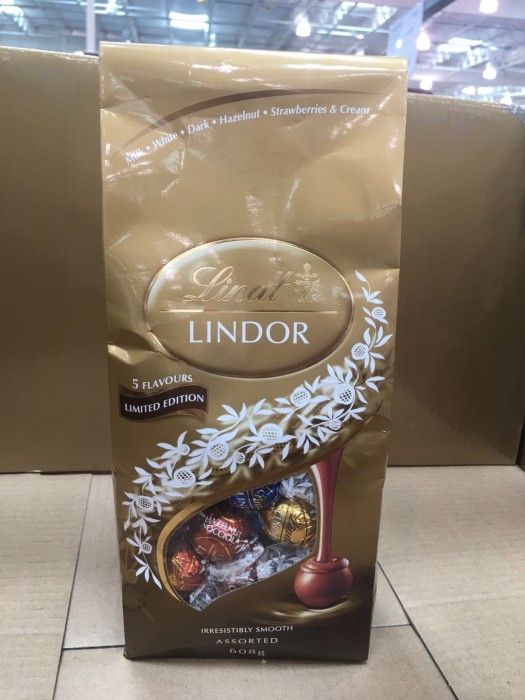 Milk • White • Dark • Hazelnut • Strawberries & Cream
Lindt
LINDOR
5 FLAVOURS
LIMITED EDITION
IRRESISTIBLY SMOOTH
ASSORTED
608g